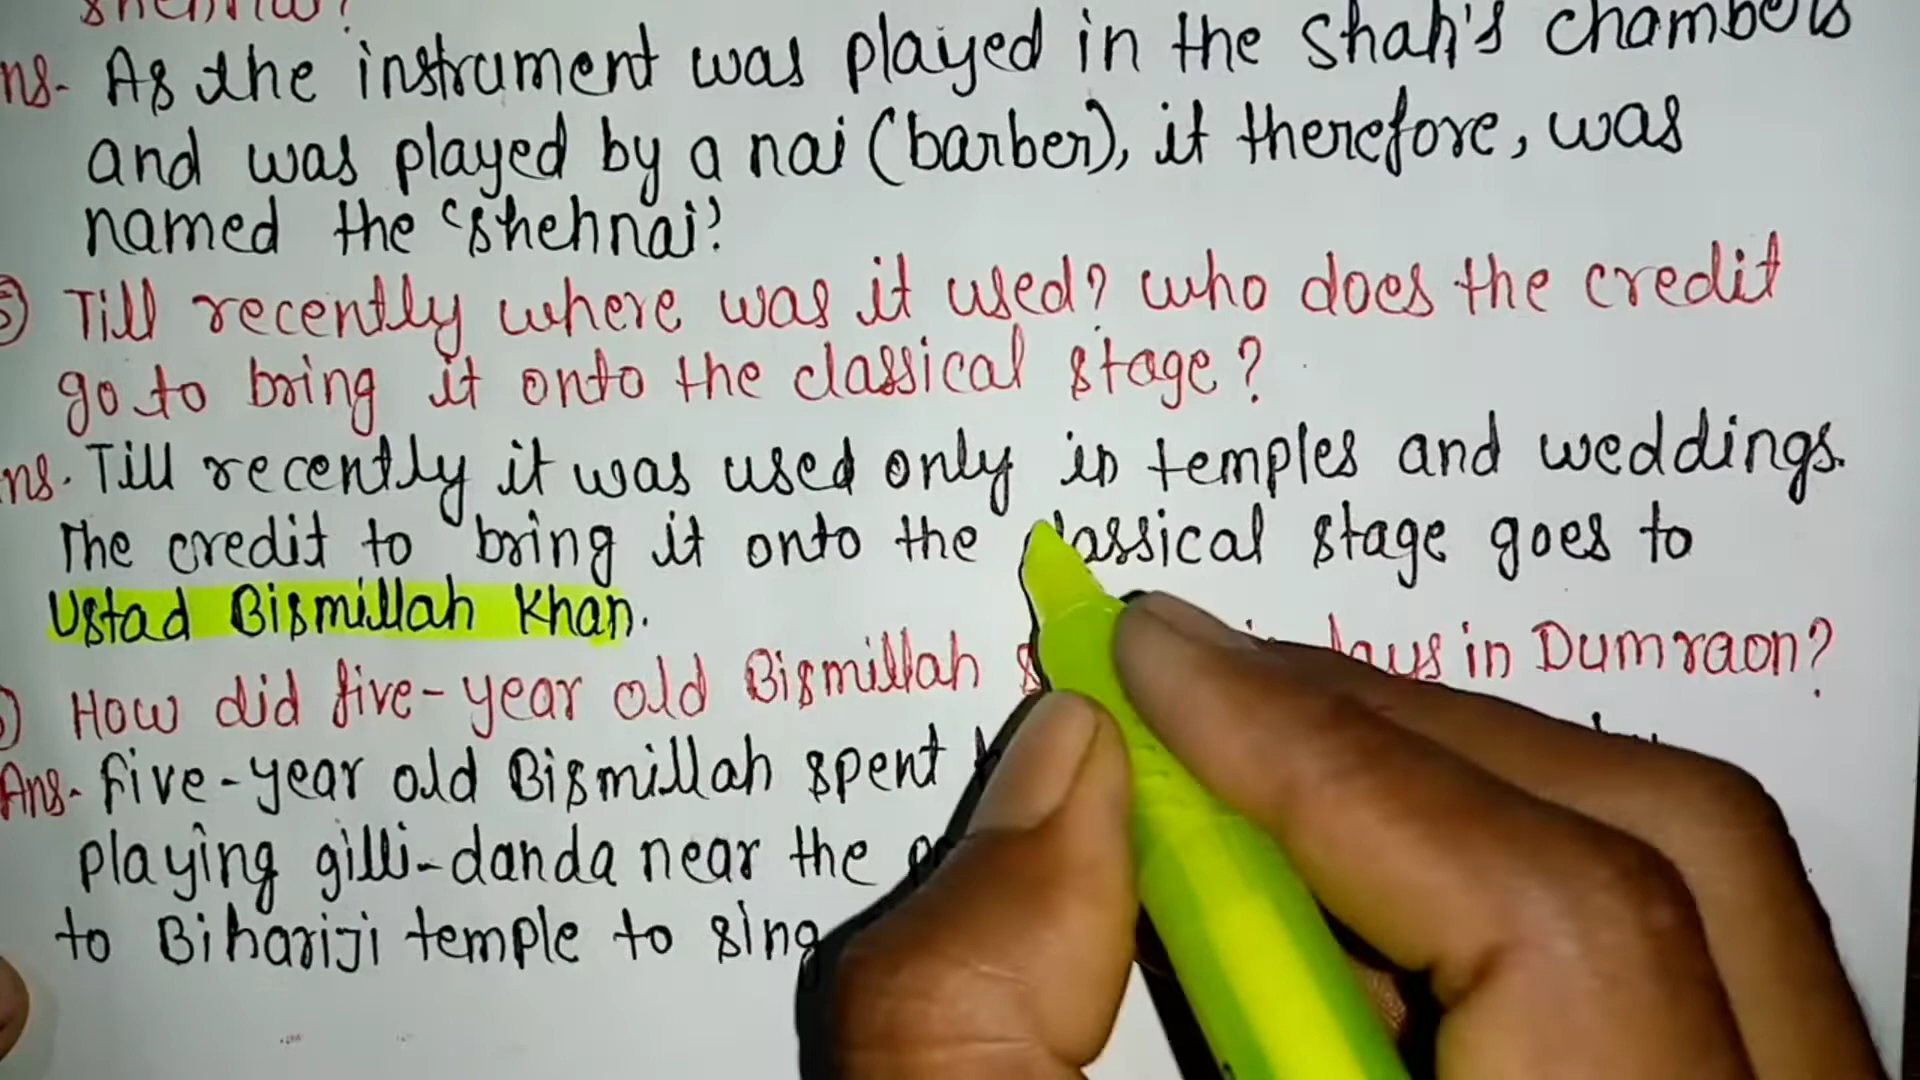 shehnai?
ns- As the instrument was played in the Shah's chambers
and was played by a nai (barber), it therefore, was
named the 'shehnai'.
5) Till recently where was it used? who does the credit
go to bring it onto the classical stage?
ns. Till recently it was used only in temples and weddings.
The credit to bring it onto the classical stage goes to
Ustad Bismillah Khan.
) How did five-year old Bismillah days in Dumraon?
Ans- Five-year old Bismillah spent
playing gilli-danda near the
to Bihariji temple to sing